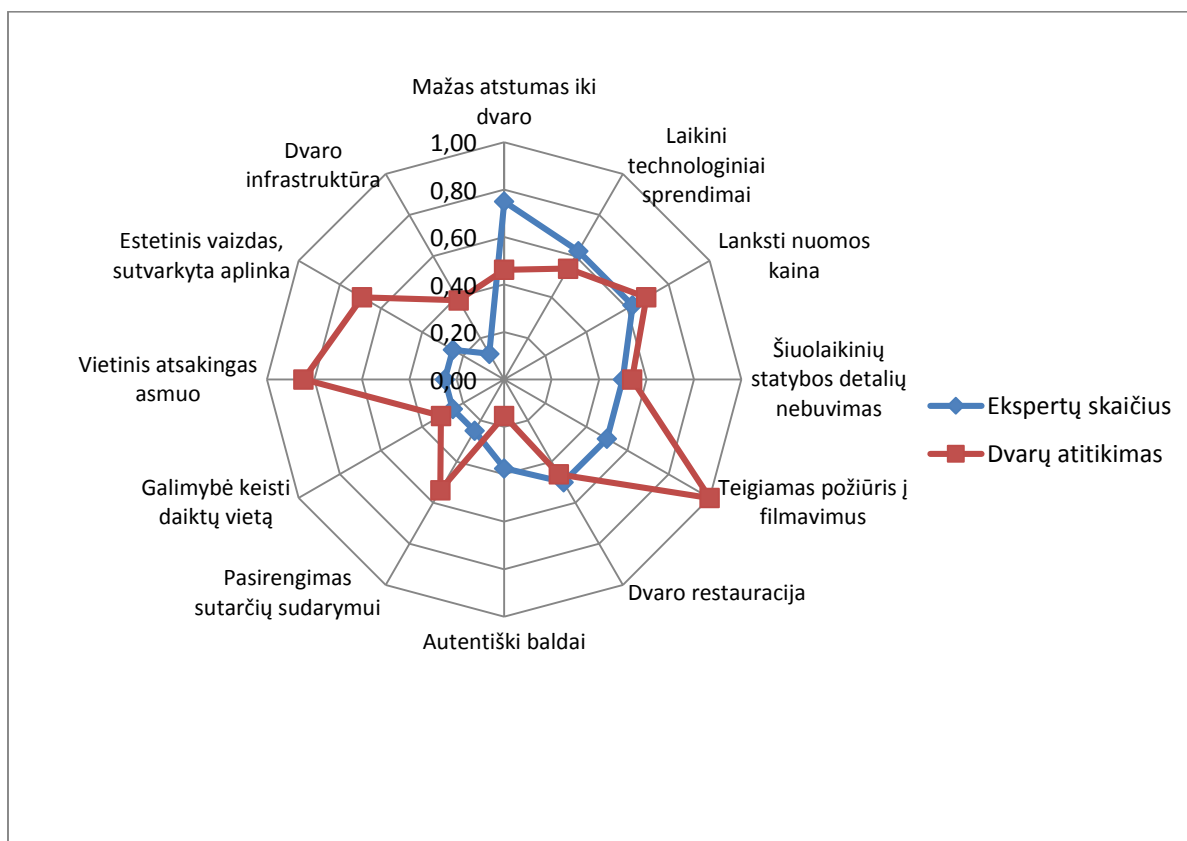 Mažas atstumas iki
dvaro
Laikini
technologiniai
sprendimai
Lanksti nuomos
kaina
Šiuolaikinių
statybos detalių
nebuvimas
Teigiamas požiūris į
filmavimus
Dvaro restauracija
Autentiški baldai
Pasirengimas
sutarčių sudarymui
Galimybė keisti
daiktų vietą
Vietinis atsakingas
asmuo
Estetinis vaizdas,
sutvarkyta aplinka
Dvaro
infrastruktūra
1,00
0,80
0,60
0,40
0,20
0,00
Ekspertų skaičius
Dvarų atitikimas